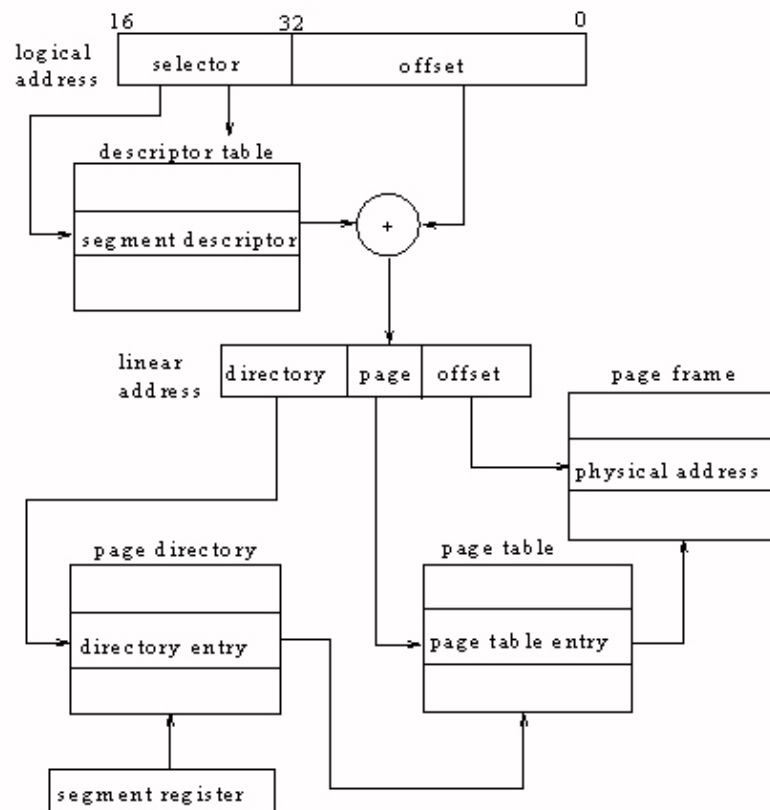 16 32 0
logical
address
selector offset
descriptor table
segment descriptor
+
linear
address
directory page offset
page frame
physical address
page directory
page table
directory entry
page table entry
segment register